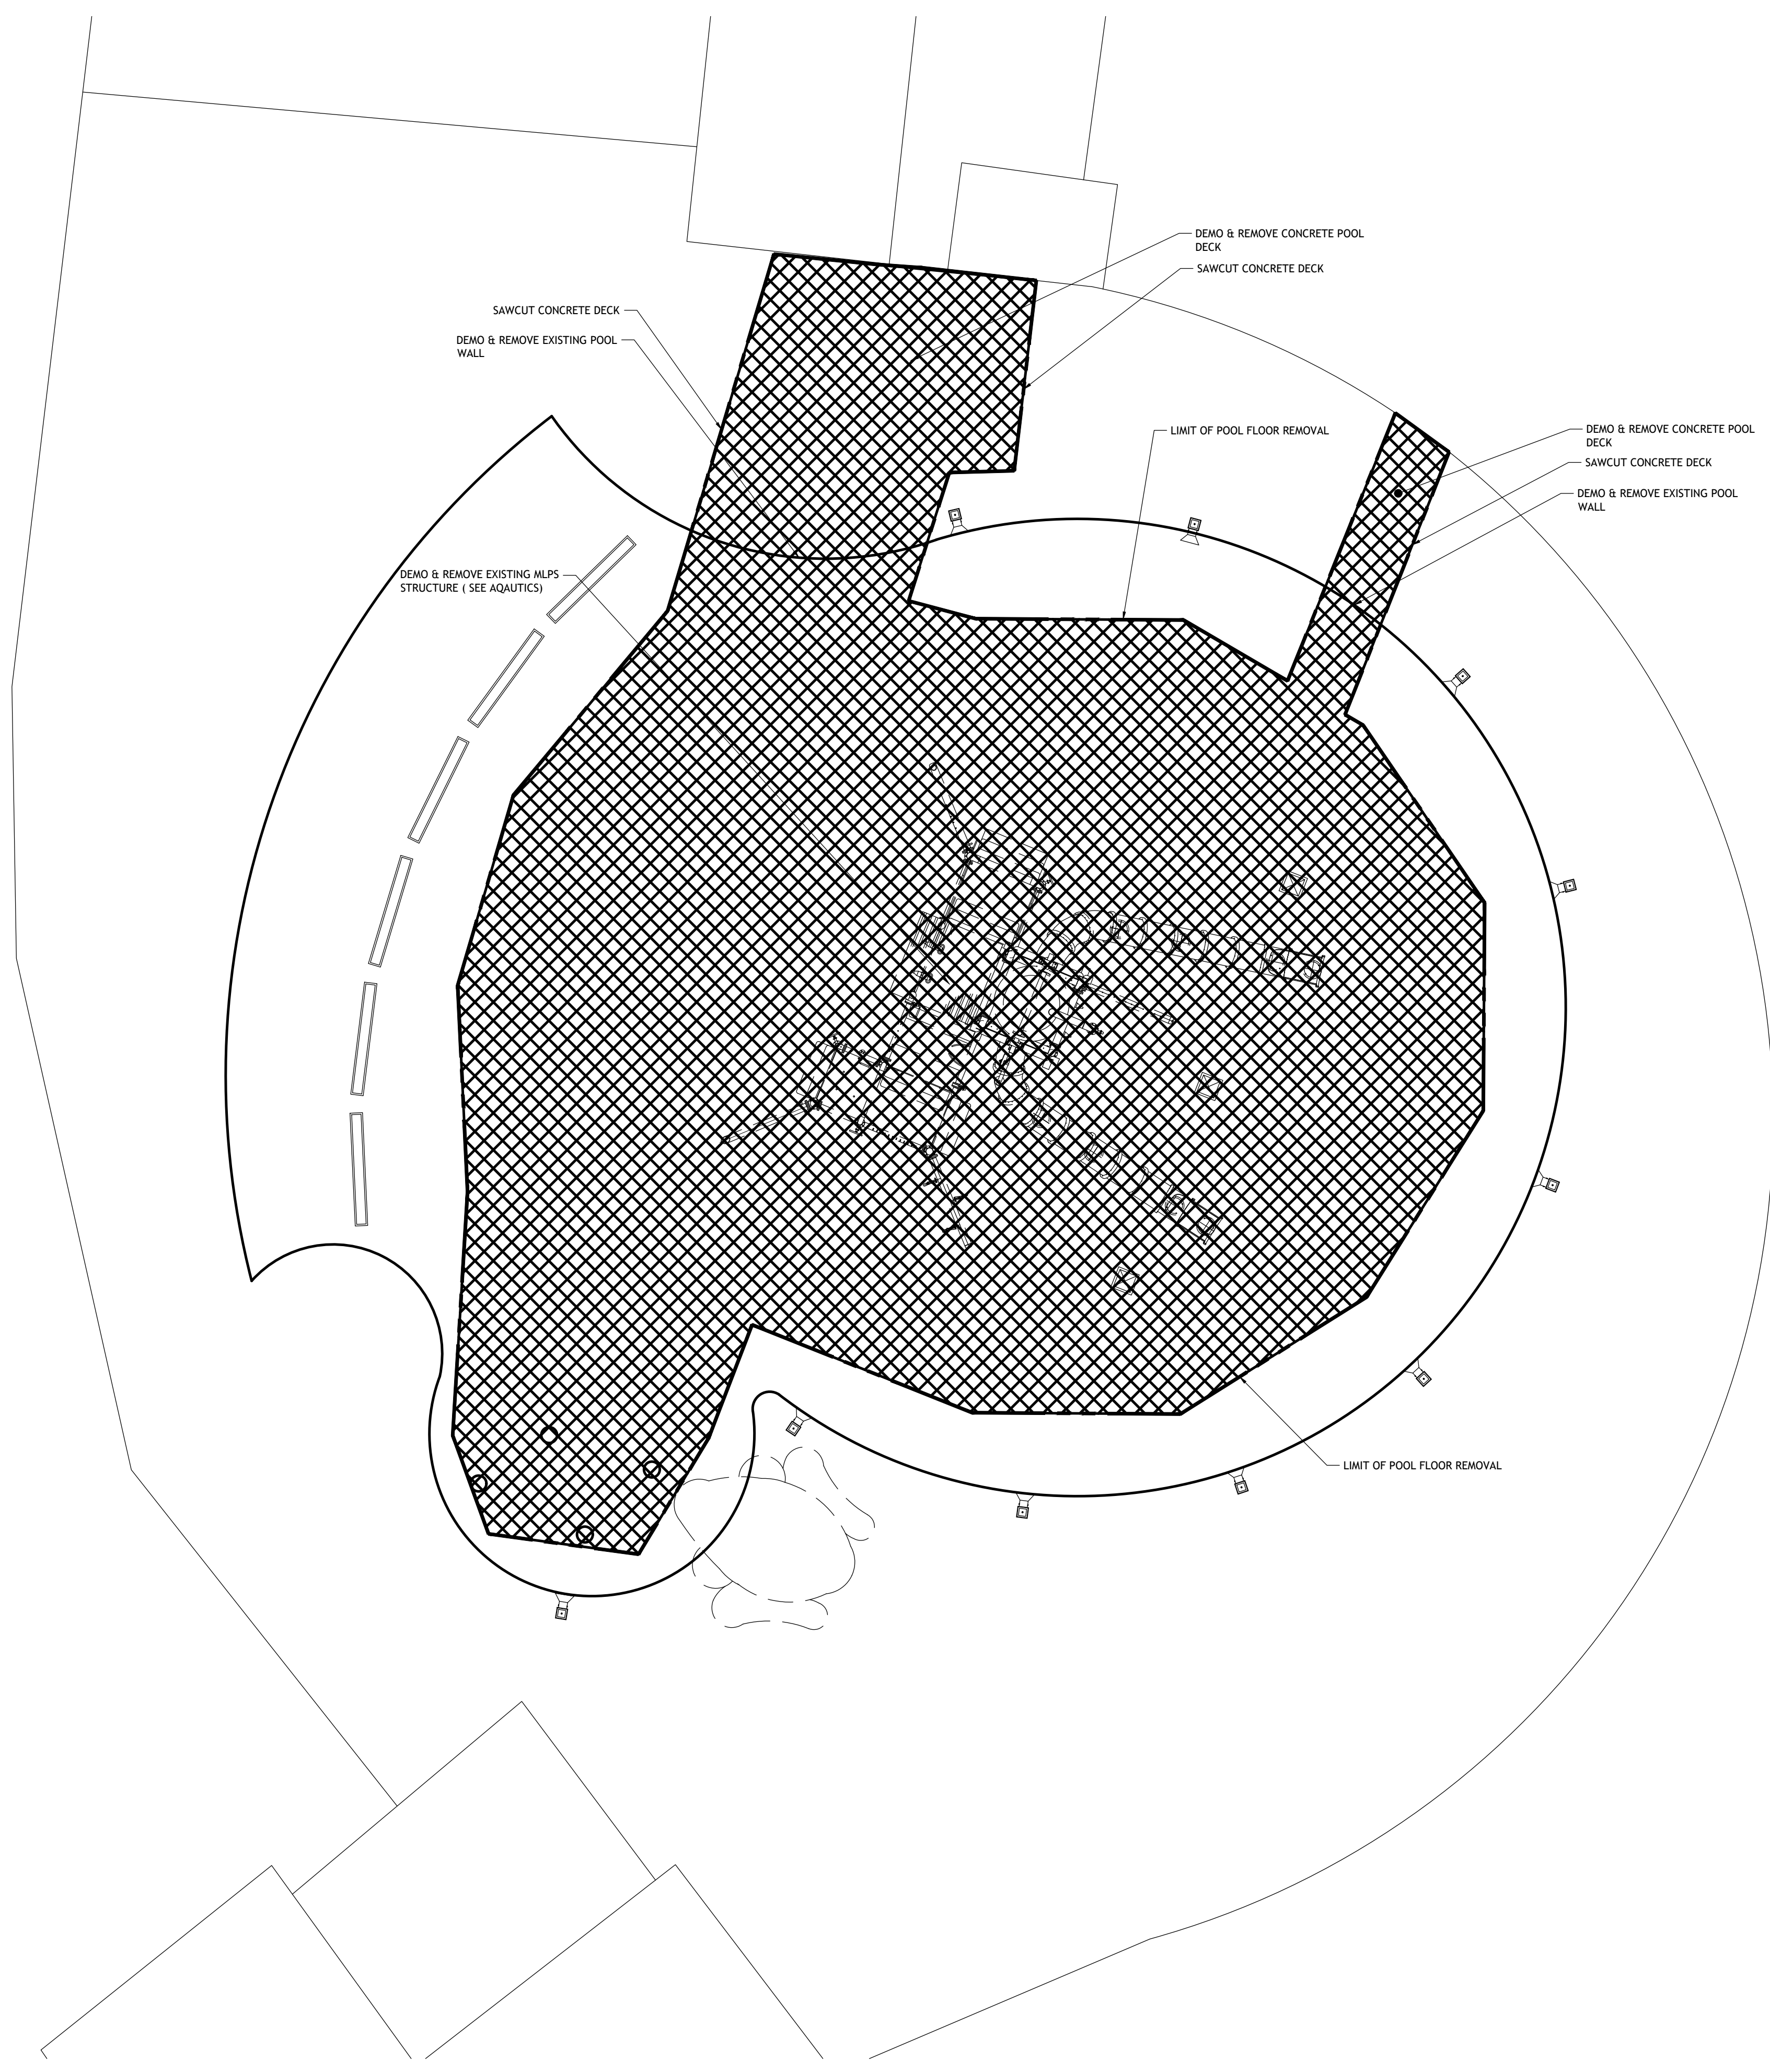 DEMO & REMOVE CONCRETE POOL
DECK
SAWCUT CONCRETE DECK
SAWCUT CONCRETE DECK
DEMO & REMOVE EXISTING POOL
WALL
LIMIT OF POOL FLOOR REMOVAL
DEMO & REMOVE CONCRETE POOL
DECK
SAWCUT CONCRETE DECK
DEMO & REMOVE EXISTING POOL
WALL
DEMO & REMOVE EXISTING MLPS
STRUCTURE ( SEE AQAUTICS)
LIMIT OF POOL FLOOR REMOVAL